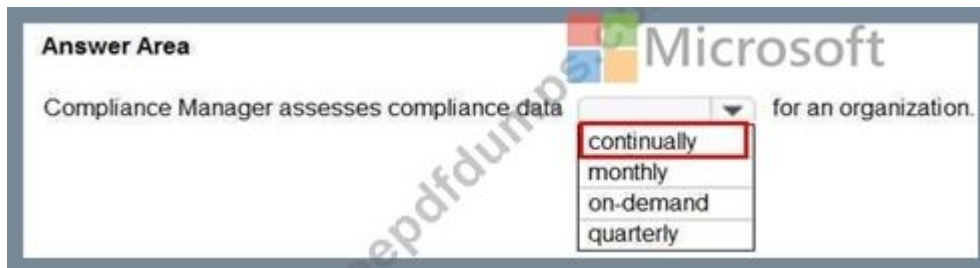 Answer Area
Microsoft
Compliance Manager assesses compliance data for an organization.
continually
monthly
on-demand
quarterly